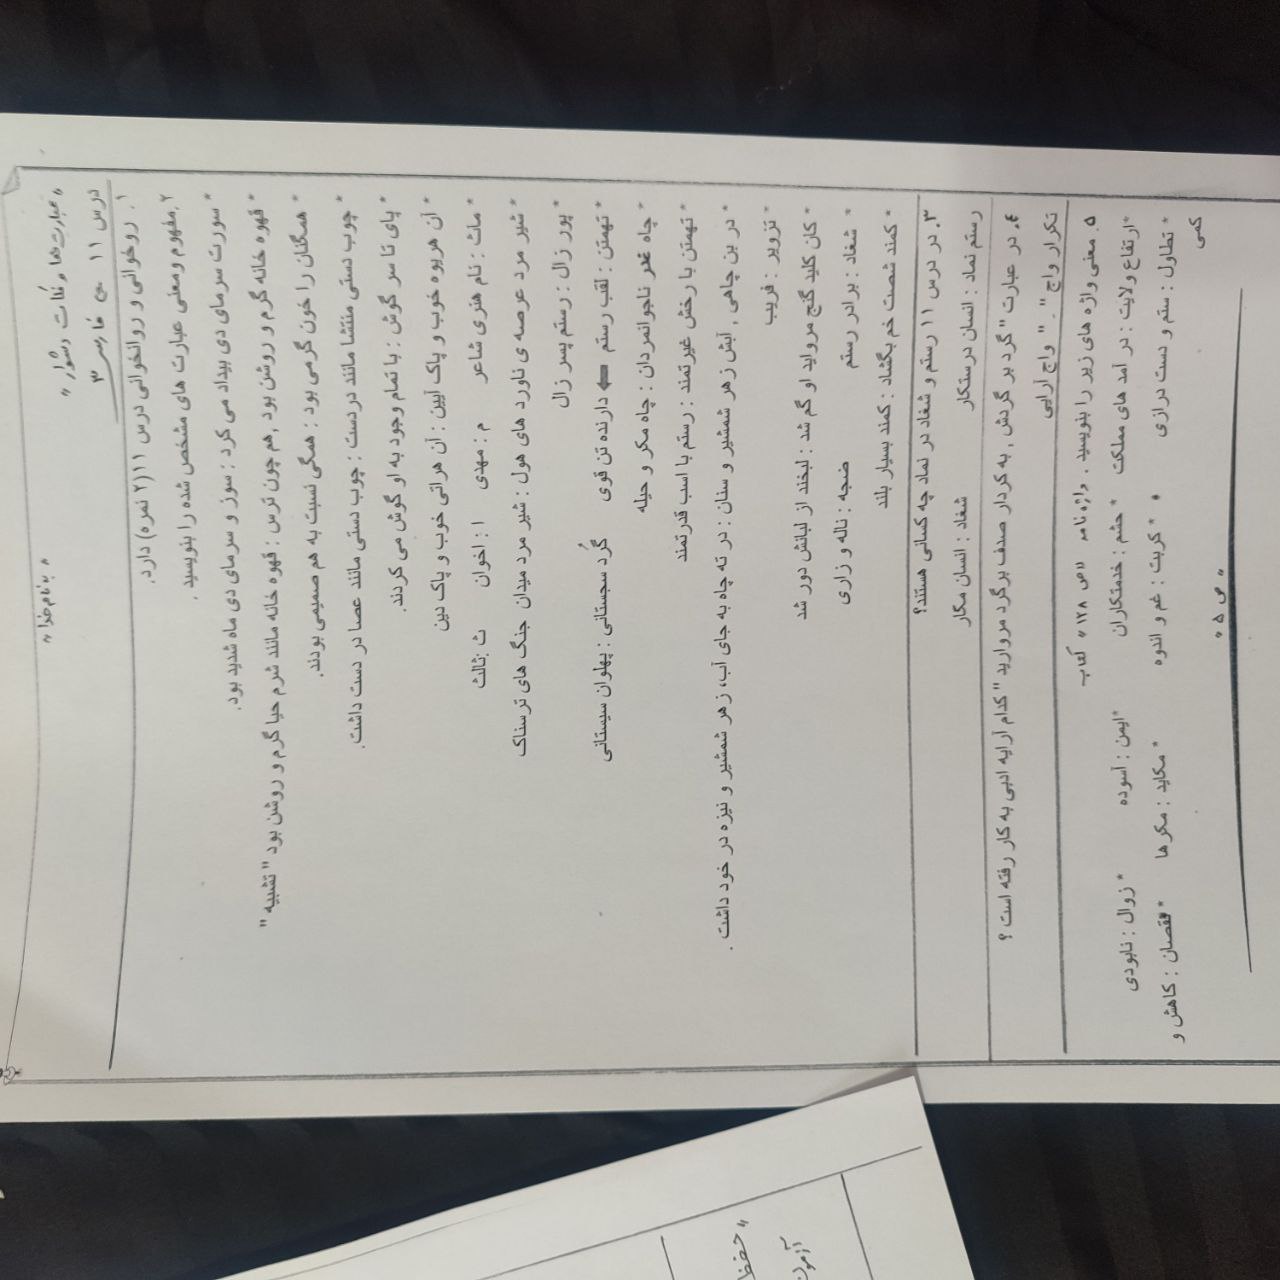 « به نام خدا »
« عبارت‌ها و نکات دشوار »
درس ۱۱ فارسی ۳
۱. روخوانی و روانخوانی درس ۱۱(۲ نمره) دارد.
۲.مفهوم ومعنی عبارت های مشخص شده را بنویسید .
* سورت سرمای دی بیداد می کرد : سوز و سرمای دی ماه شدید بود.
* قهوه خانه گرم و روشن بود ,هم چون ترس : قهوه خانه مانند شرم حیا گرم و روشن بود " تشبیه "
* همگنان را خون گرمی بود : همگی نسبت به هم صمیمی بودند.
* چوب دستی منتشا مانند دردست : چوب دستی مانند عصا در دست داشت.
* پای تا سر گوش : با تمام وجود به او گوش می کردند.
* آن هریوه خوب و پاک آیین : آن هراتی خوب و پاک دین
* ماث : نام هنری شاعر م : مهدی ا : اخوان ث :ثالث
* شیر مرد عرصه ی ناورد های هول : شیر مرد میدان جنگ های ترسناک
* پور زال : رستم پسر زال
* تهمتن : لقب رستم ⬅ دارنده تن قوی گُرد سجستانی : پهلوان سیستانی
* چاه غدر ناجوانمردان : چاه مکر و حیله
* تهمتن با رخش غیرتمند : رستم با اسب قدرتمند
* در بن چاهی , آبش زهر شمشیر و سنان : در ته چاه به جای آب، زهر شمشیر و نیزه در خود داشت .
* تزویر : فریب
* کان کلید گنج مروارید او گم شد : لبخند از لبانش دور شد
* شغاد : برادر رستم ضجه : ناله و زاری
* کمند شصت خم بگشاد : کمند بسیار بلند
۳. در درس ۱۱ رستم و شغاد در نماد چه کسانی هستند؟
رستم نماد : انسان درستکار شغاد : انسان مکار
۴. در عبارت " گرد بر گردش , به کردار صدف برگرد مروارید " کدام آرایه ادبی به کار رفته است ؟
تکرار واج " . " واج آرایی
۵. معنی واژه های زیر را بنویسید . واژه نامه «ص ۱۲۸» کتاب
*ارتفاع ولایت : در آمد های مملکت * حشم : خدمتکاران *ایمن : آسوده * زوال : نابودی
* تطاول : ستم و دست درازی * کربت : غم و اندوه * مکاید : مکر ها * نقصان : کاهش و
کمی
« ص ۵ »
« حفظ
آزمون